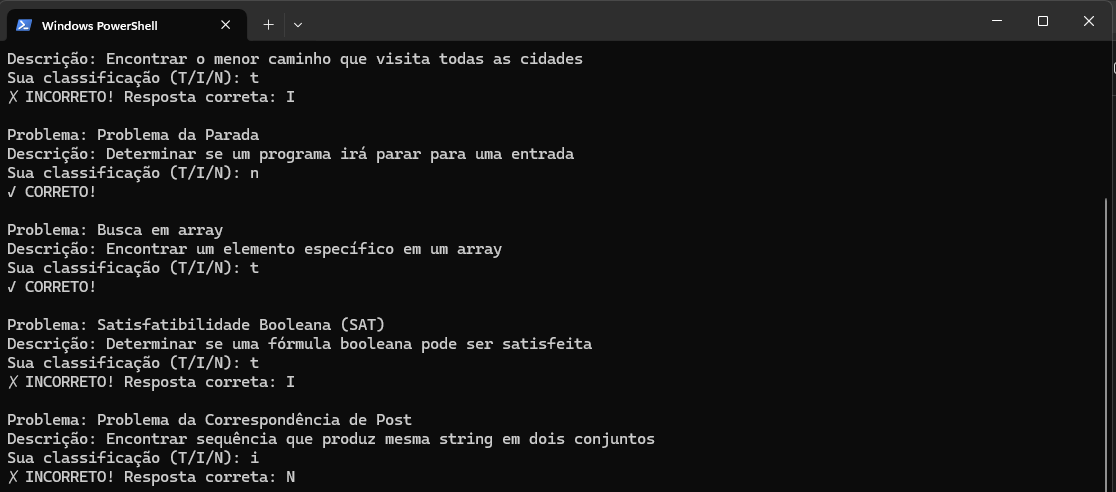 Windows PowerShell
Descrição: Encontrar o menor caminho que visita todas as cidades
Sua classificação (T/I/N): t
✗ INCORRETO! Resposta correta: I
Problema: Problema da Parada
Descrição: Determinar se um programa irá parar para uma entrada
Sua classificação (T/I/N): n
✓ CORRETO!
Problema: Busca em array
Descrição: Encontrar um elemento específico em um array
Sua classificação (T/I/N): t
✓ CORRETO!
Problema: Satisfatibilidade Booleana (SAT)
Descrição: Determinar se uma fórmula booleana pode ser satisfeita
Sua classificação (T/I/N): t
✗ INCORRETO! Resposta correta: I
Problema: Problema da Correspondência de Post
Descrição: Encontrar sequência que produz mesma string em dois conjuntos
Sua classificação (T/I/N): i
✗ INCORRETO! Resposta correta: N